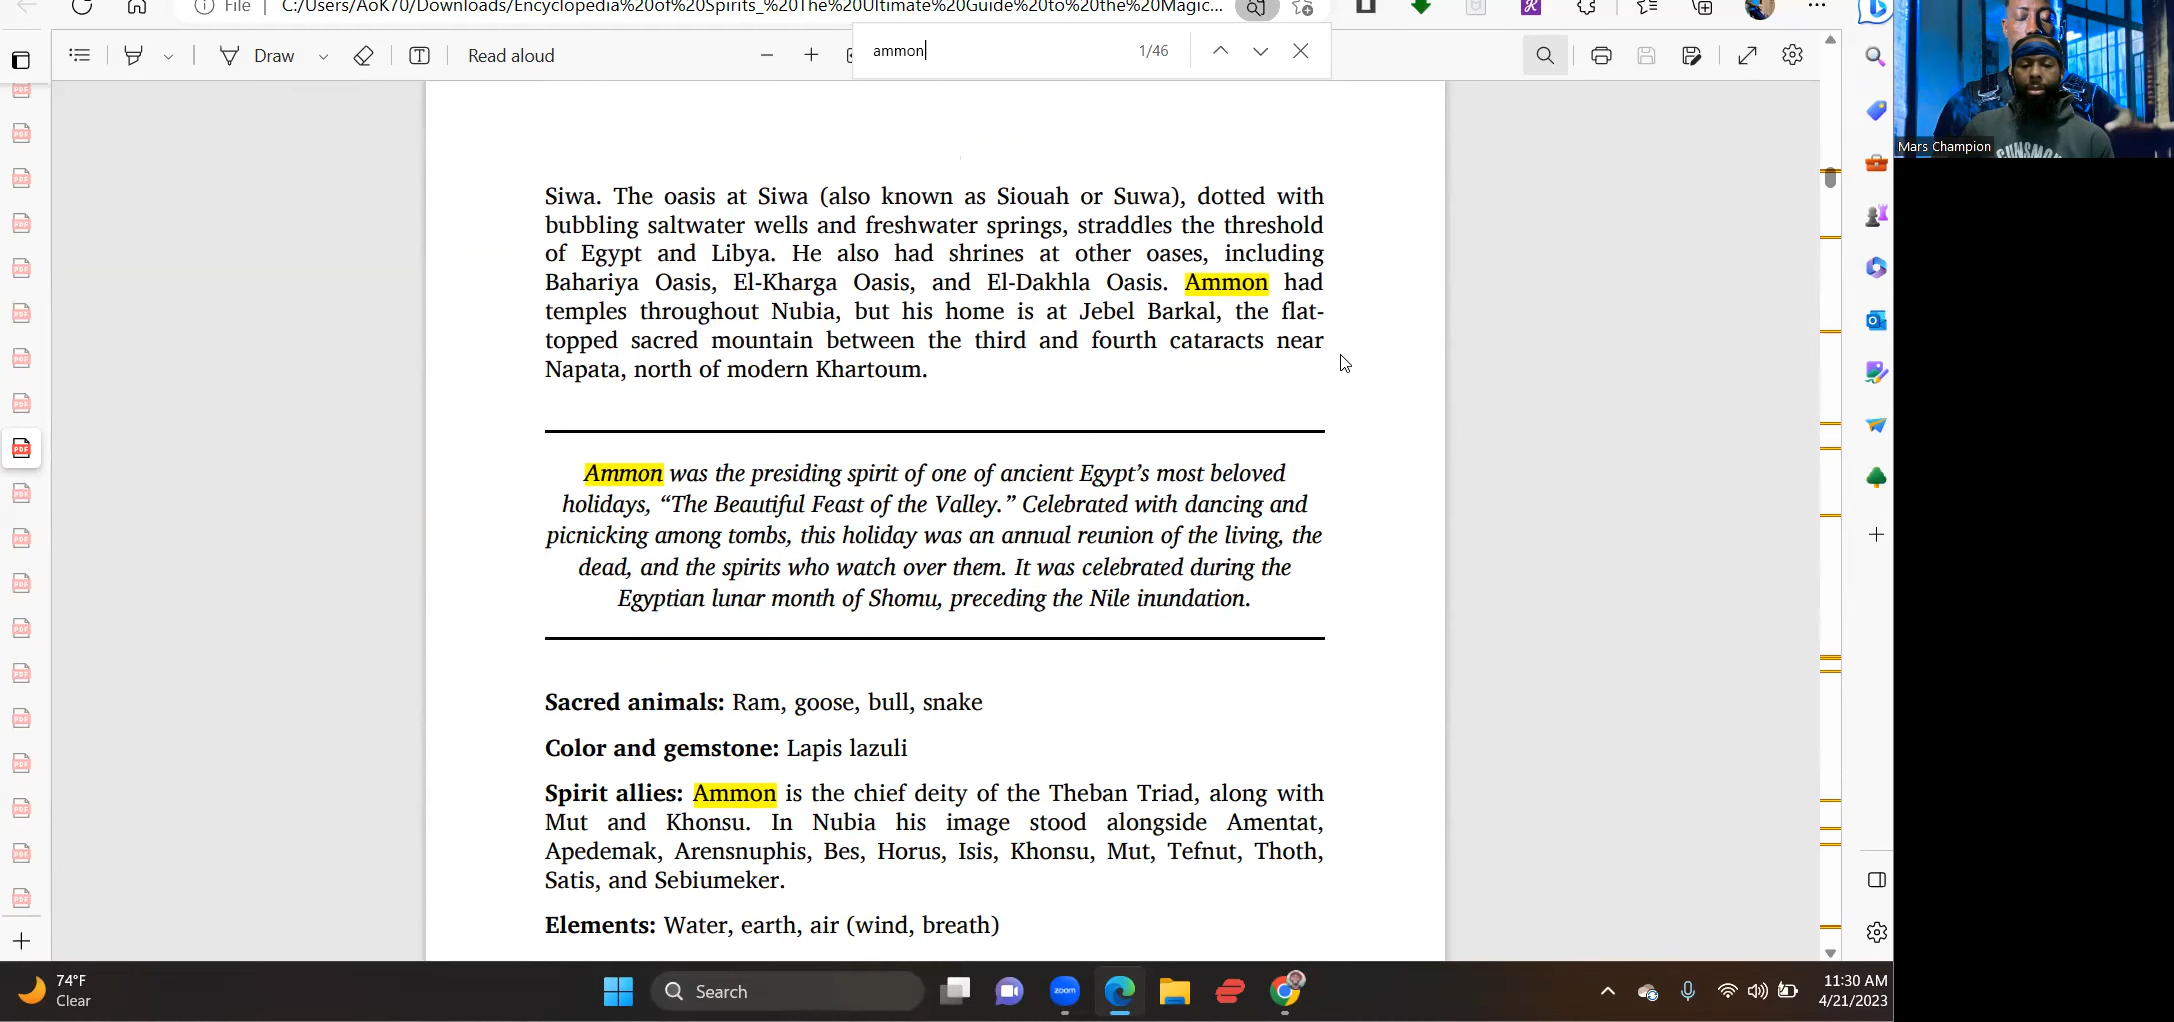 File | C:/Users/AoK70/Downloads/Encyclopedia%20of%20Spirits_%20The%20Ultimate%20Guide%20to%20the%20Magic...
Draw
Read aloud
ammon
1/46
Mars Champion
Siwa. The oasis at Siwa (also known as Siouah or Suwa), dotted with
bubbling saltwater wells and freshwater springs, straddles the threshold
of Egypt and Libya. He also had shrines at other oases, including
Bahariya Oasis, El-Kharga Oasis, and El-Dakhla Oasis. Ammon had
temples throughout Nubia, but his home is at Jebel Barkal, the flat-
topped sacred mountain between the third and fourth cataracts near
Napata, north of modern Khartoum.
Ammon was the presiding spirit of one of ancient Egypt’s most beloved
holidays, “The Beautiful Feast of the Valley.” Celebrated with dancing and
picnicking among tombs, this holiday was an annual reunion of the living, the
dead, and the spirits who watch over them. It was celebrated during the
Egyptian lunar month of Shomu, preceding the Nile inundation.
Sacred animals: Ram, goose, bull, snake
Color and gemstone: Lapis lazuli
Spirit allies: Ammon is the chief deity of the Theban Triad, along with
Mut and Khonsu. In Nubia his image stood alongside Amentat,
Apedemak, Arensnuphis, Bes, Horus, Isis, Khonsu, Mut, Tefnut, Thoth,
Satis, and Sebiumeker.
Elements: Water, earth, air (wind, breath)
74°F
Clear
Search
zoom
11:30 AM
4/21/2023